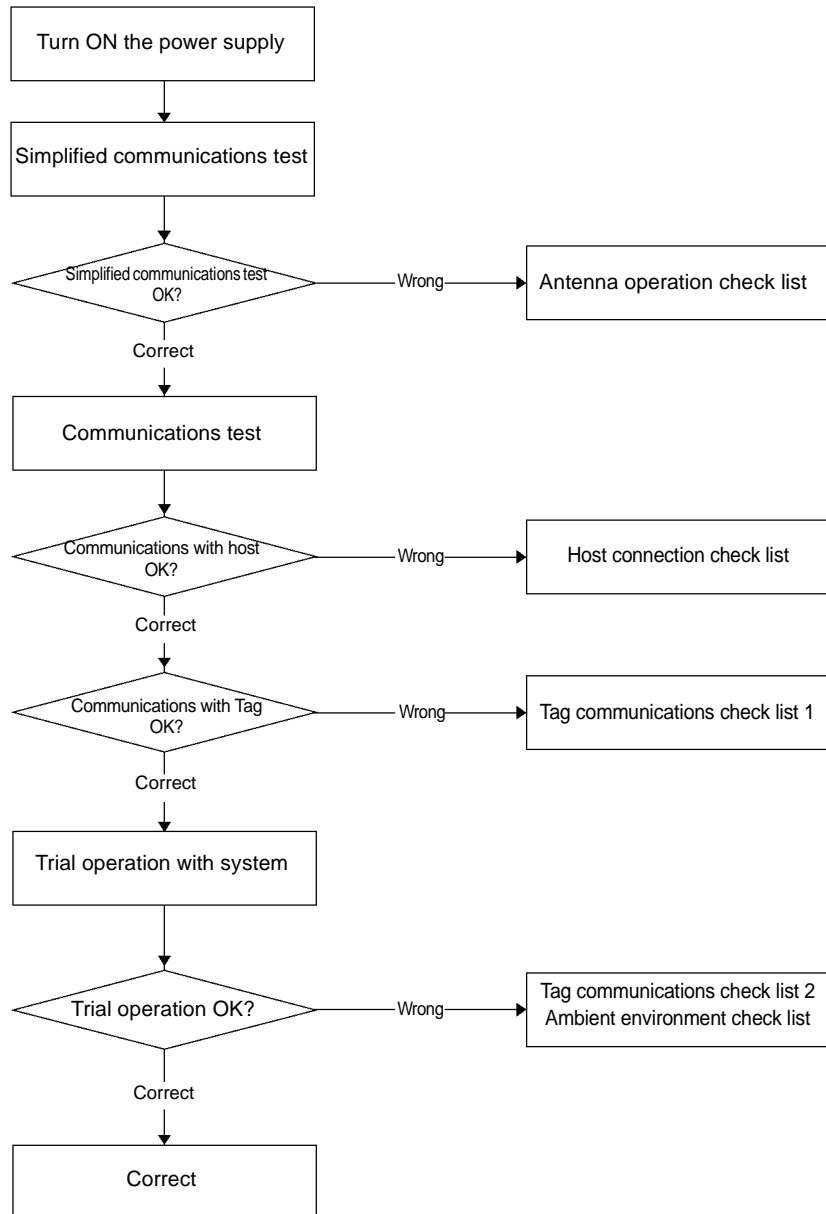 Turn ON the power supply
Simplified communications test
Simplified communications test
OK?
Wrong
Antenna operation check list
Correct
Communications test
Communications with host
OK?
Wrong
Host connection check list
Correct
Communications with Tag
OK?
Wrong
Tag communications check list 1
Correct
Trial operation with system
Trial operation OK?
Wrong
Tag communications check list 2
Ambient environment check list
Correct
Correct